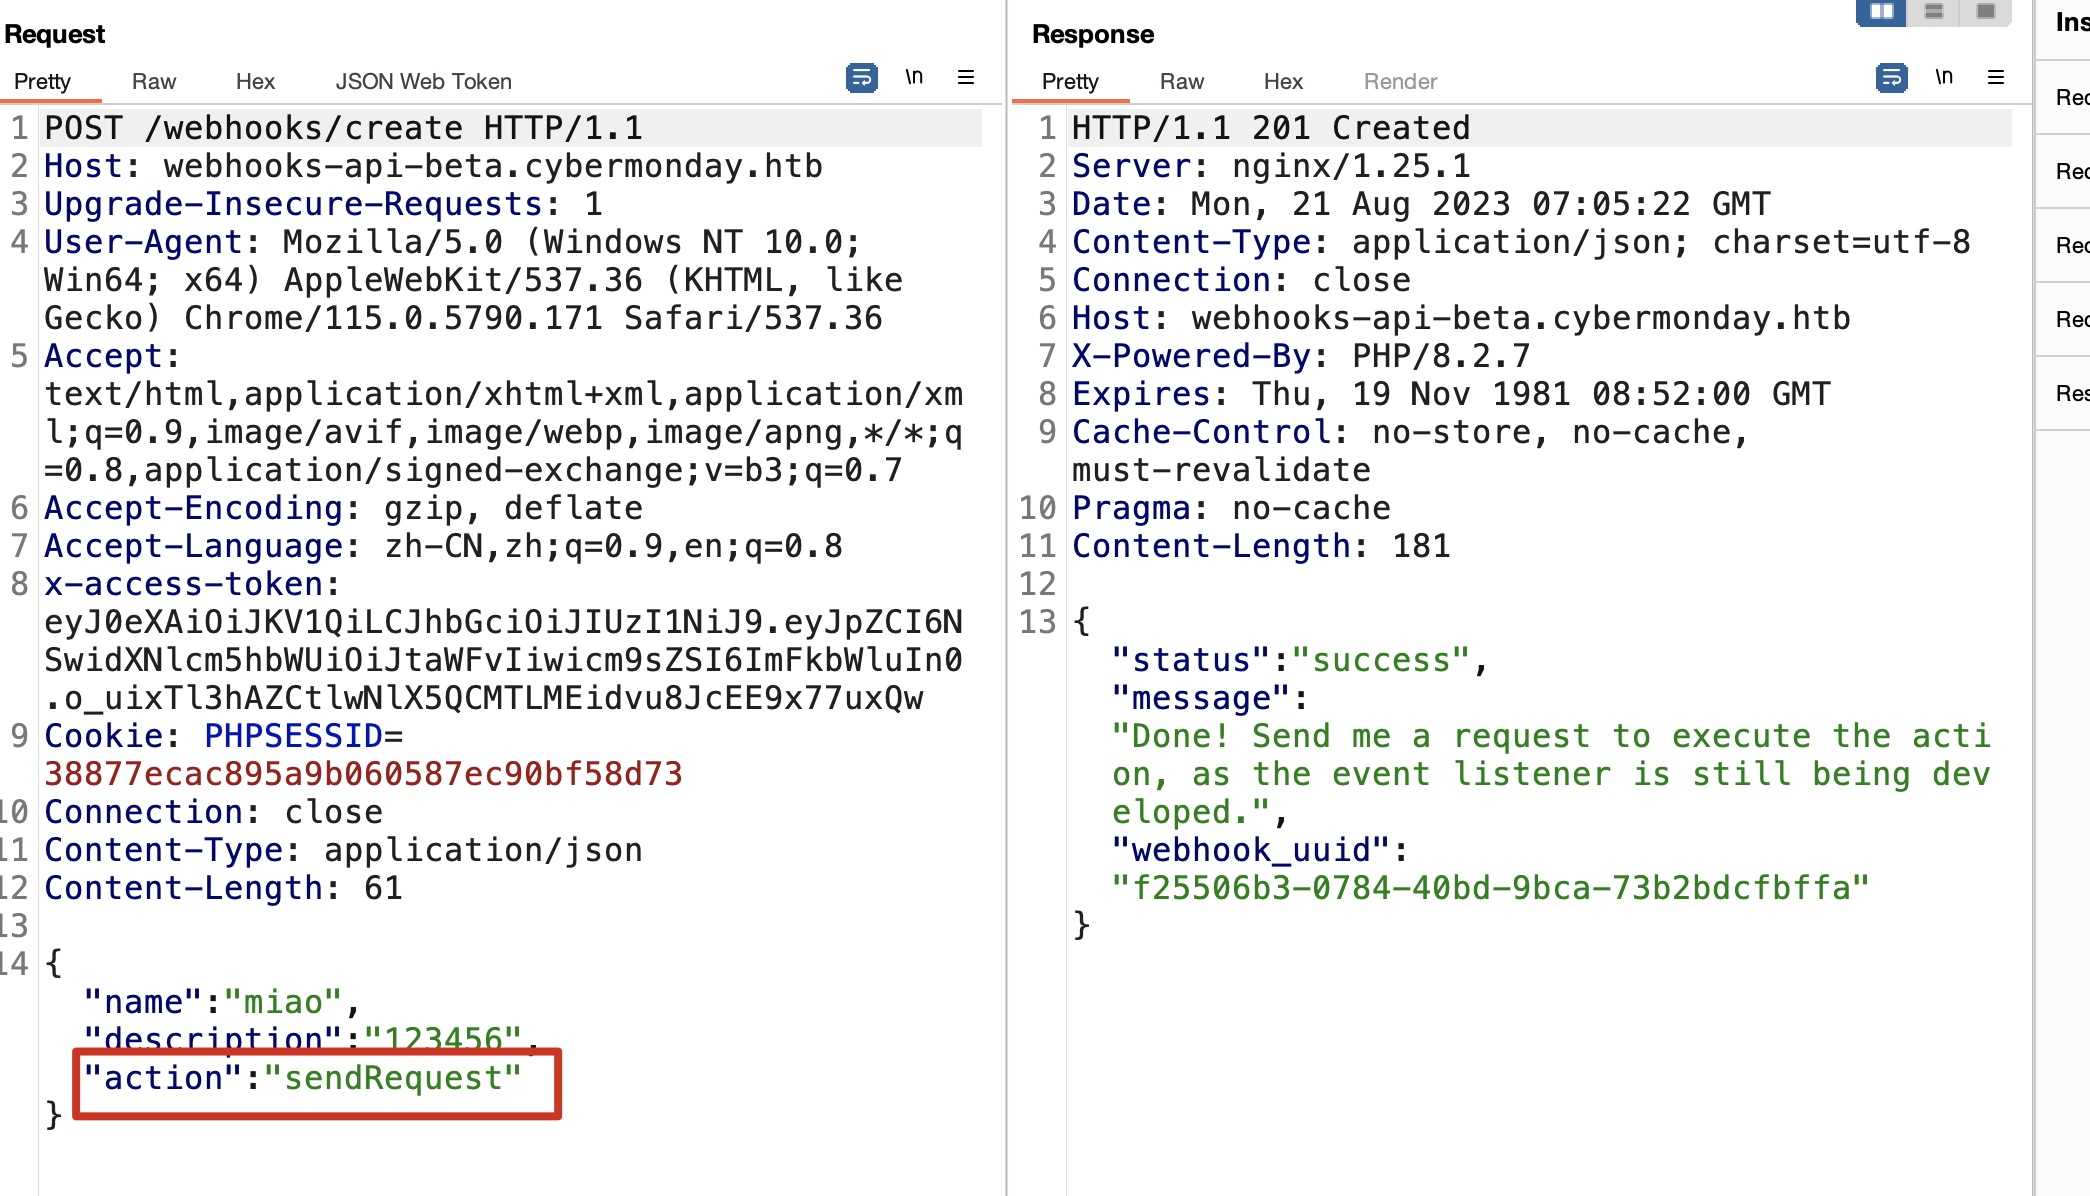 Request
Pretty Raw Hex JSON Web Token \n
1 POST /webhooks/create HTTP/1.1
2 Host: webhooks-api-beta.cybermonday.htb
3 Upgrade-Insecure-Requests: 1
4 User-Agent: Mozilla/5.0 (Windows NT 10.0;
Win64; x64) AppleWebKit/537.36 (KHTML, like
Gecko) Chrome/115.0.5790.171 Safari/537.36
5 Accept:
text/html,application/xhtml+xml,application/xm
l;q=0.9,image/avif,image/webp,image/apng,*/*;q
=0.8,application/signed-exchange;v=b3;q=0.7
6 Accept-Encoding: gzip, deflate
7 Accept-Language: zh-CN,zh;q=0.9,en;q=0.8
8 x-access-token:
eyJ0eXAiOiJKV1QiLCJhbGciOiJIUzI1NiJ9.eyJpZCI6N
SwidXNlcm5hbWUiOiJtaWFvIiwicm9sZSI6ImFkbWluIn0
.o_uixTl3hAZCtlwNlX5QCMTLMEidvu8JcEE9x77uxQw
9 Cookie: PHPSESSID=
38877ecac895a9b060587ec90bf58d73
10 Connection: close
11 Content-Type: application/json
12 Content-Length: 61
13
14 {
"name":"miao",
"description":"123456",
"action":"sendRequest"
}
Response
Pretty Raw Hex Render \n
1 HTTP/1.1 201 Created
2 Server: nginx/1.25.1
3 Date: Mon, 21 Aug 2023 07:05:22 GMT
4 Content-Type: application/json; charset=utf-8
5 Connection: close
6 Host: webhooks-api-beta.cybermonday.htb
7 X-Powered-By: PHP/8.2.7
8 Expires: Thu, 19 Nov 1981 08:52:00 GMT
9 Cache-Control: no-store, no-cache,
must-revalidate
10 Pragma: no-cache
11 Content-Length: 181
12
13 {
"status":"success",
"message":
"Done! Send me a request to execute the acti
on, as the event listener is still being dev
eloped.",
"webhook_uuid":
"f25506b3-0784-40bd-9bca-73b2bdcfbffa"
}